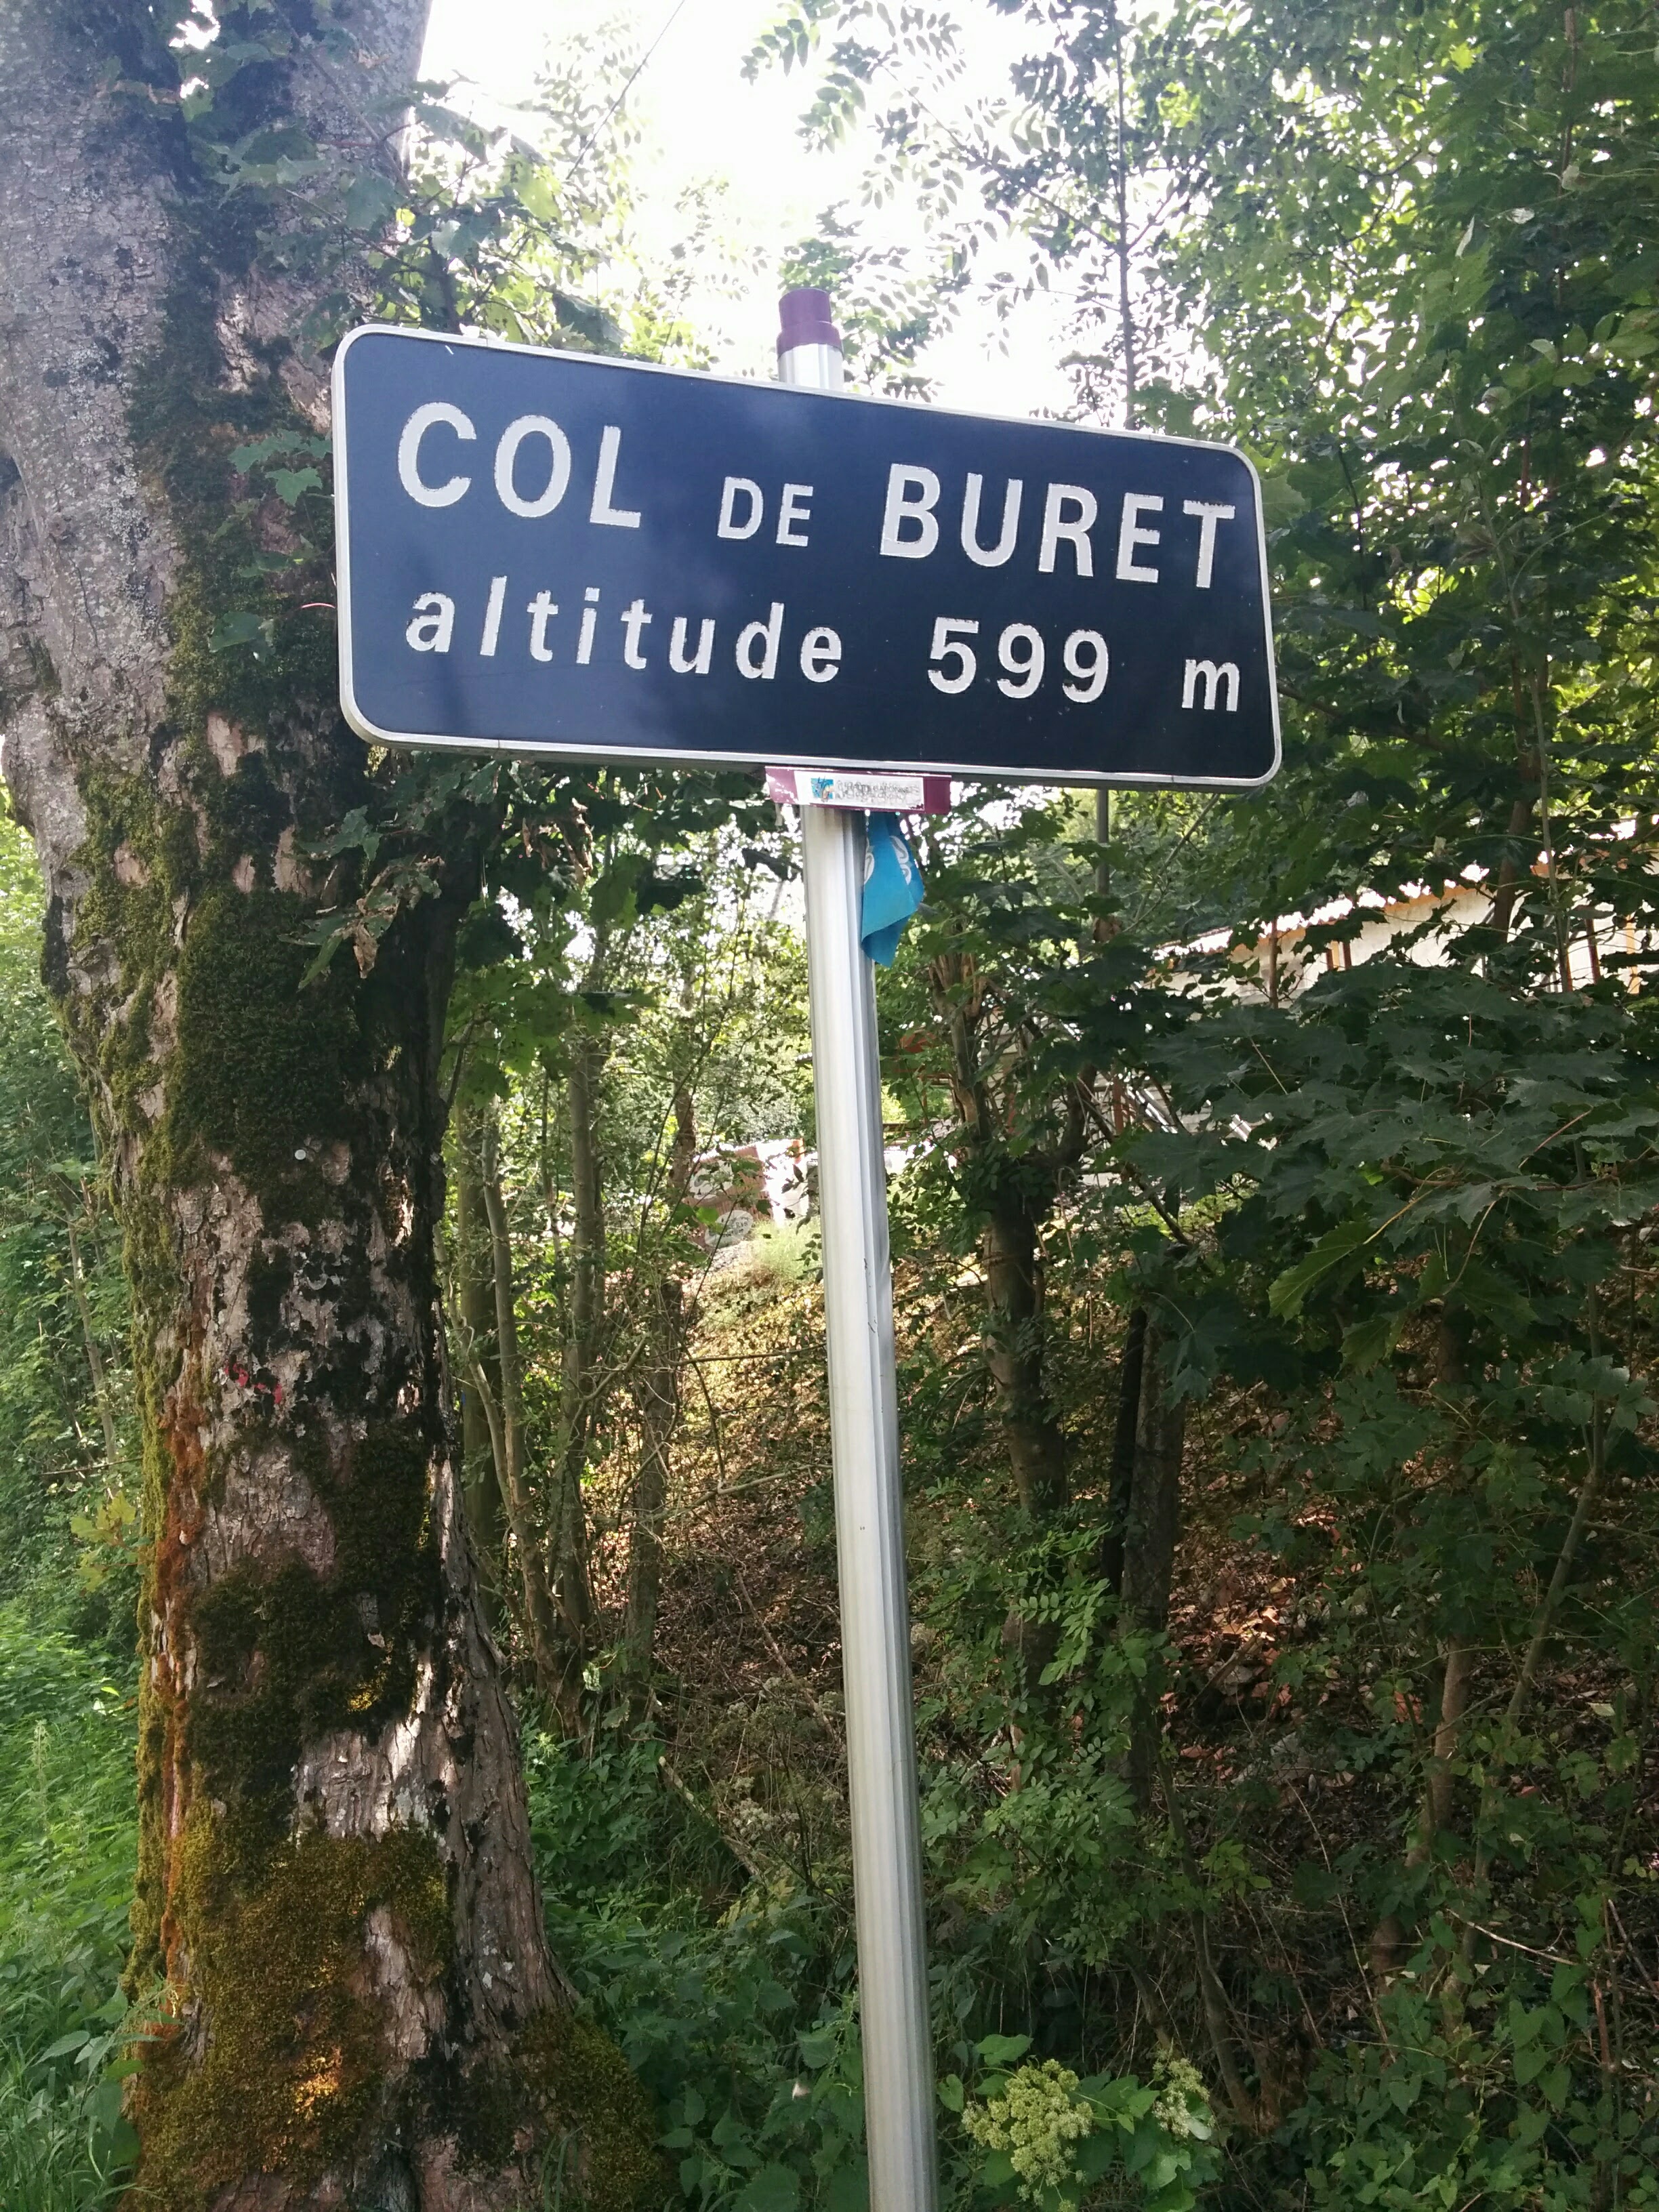 COL DE BURET
altitude 599 m